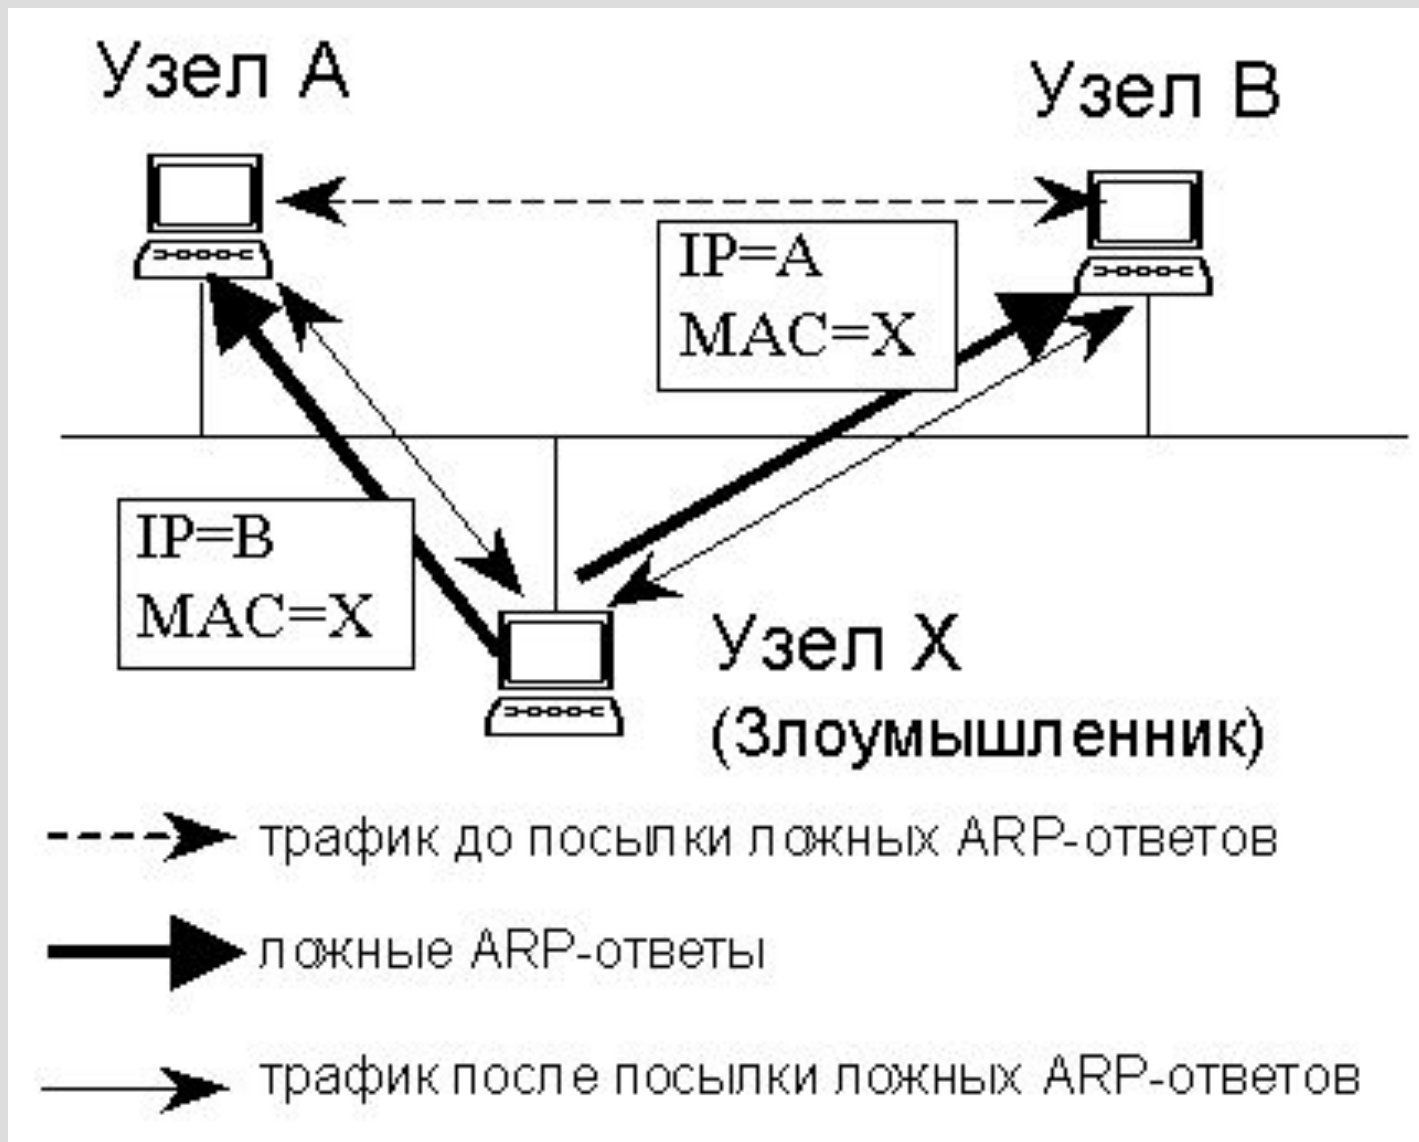 Узел A
Узел B
IP=A
MAC=X
IP=B
MAC=X
Узел X
(Злоумышленник)
трафик до посылки ложных ARP-ответов
ложные ARP-ответы
трафик после посылки ложных ARP-ответов